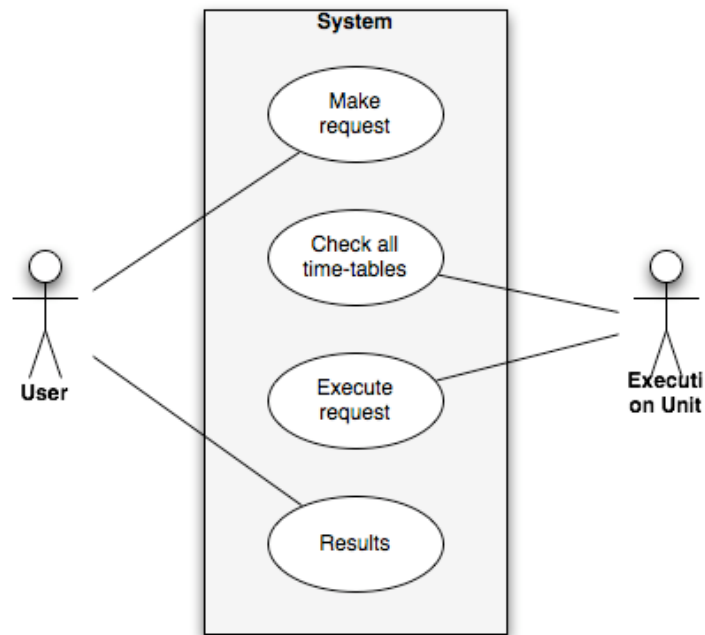 System
Make
request
Check all
time-tables
User
Execute
request
Executi
on Unit
Results